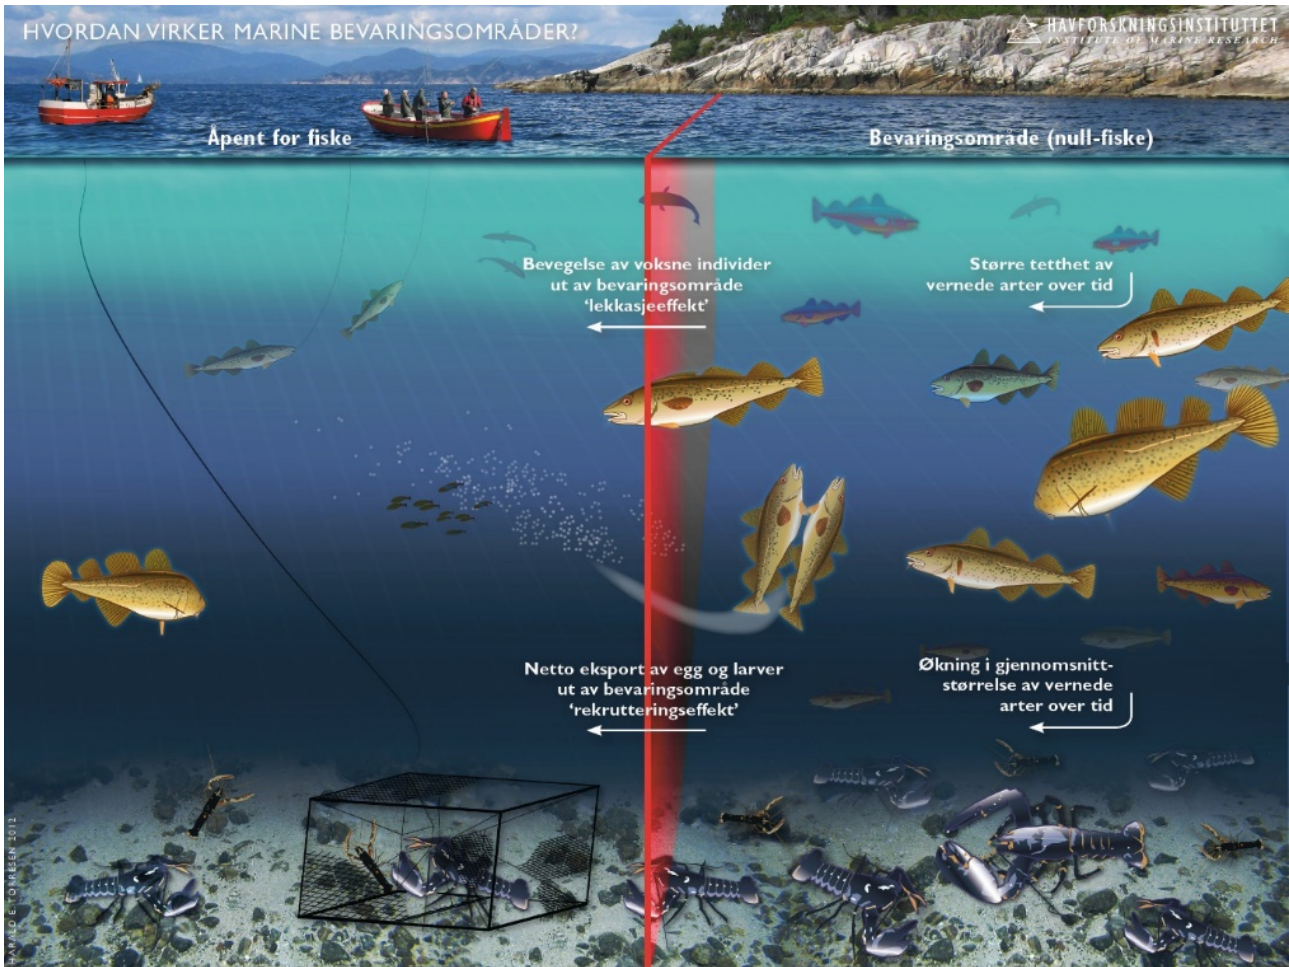 HVORDAN VIRKER MARINE BEVARINGSOMRÅDER?
HAVFORSKNINGSINSTITUTTET
INSTITUTE OF MARINE RESEARCH
Åpent for fiske
Bevaringsområde (null-fiske)
Bevegelse av voksne individer
ut av bevaringsområde
‘lekkasjeeffekt’
Større tetthet av
vernede arter over tid
Netto eksport av egg og larver
ut av bevaringsområde
‘rekrutteringseffekt’
Økning i gjennomsnitt-
størrelse av vernede
arter over tid
HARALD E. TØRRESEN 2012